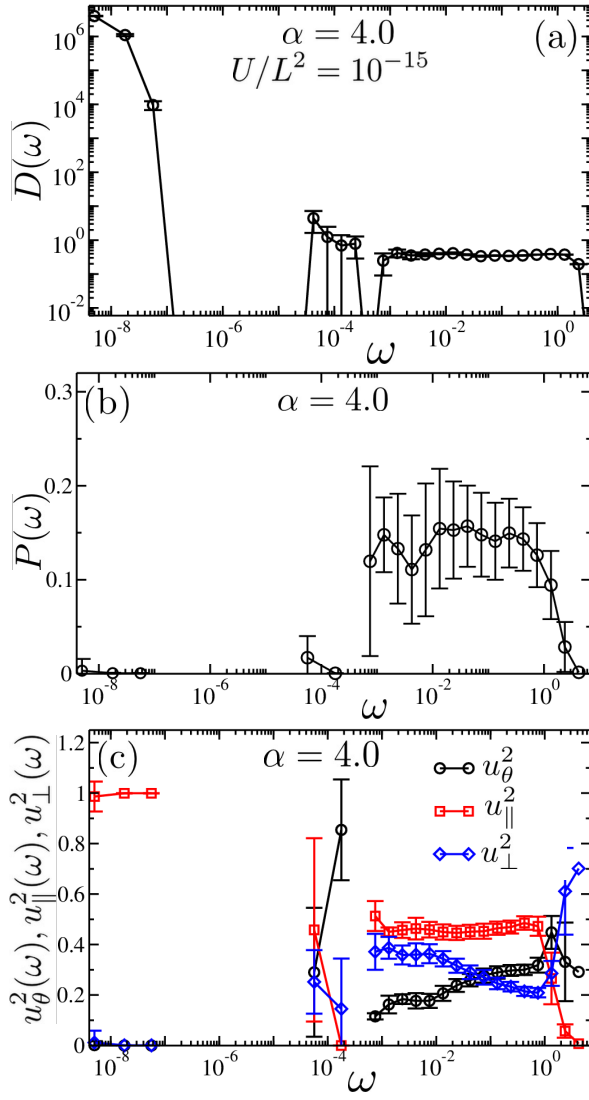 α = 4.0
(a)
U/L² = 10⁻¹⁵
10⁶
10⁴
10²
10⁰
10⁻²
D(ω)
10⁻⁸
10⁻⁶
10⁻⁴
10⁻²
10⁰
ω
(b)
α = 4.0
0.3
0.2
0.1
0
P(ω)
10⁻⁸
10⁻⁶
10⁻⁴
10⁻²
10⁰
ω
(c)
α = 4.0
1.2
1
0.8
0.6
0.4
0.2
0
u²_θ(ω), u²_∥(ω), u²_⊥(ω)
u²_θ
u²_∥
u²_⊥
10⁻⁸
10⁻⁶
10⁻⁴
10⁻²
10⁰
ω